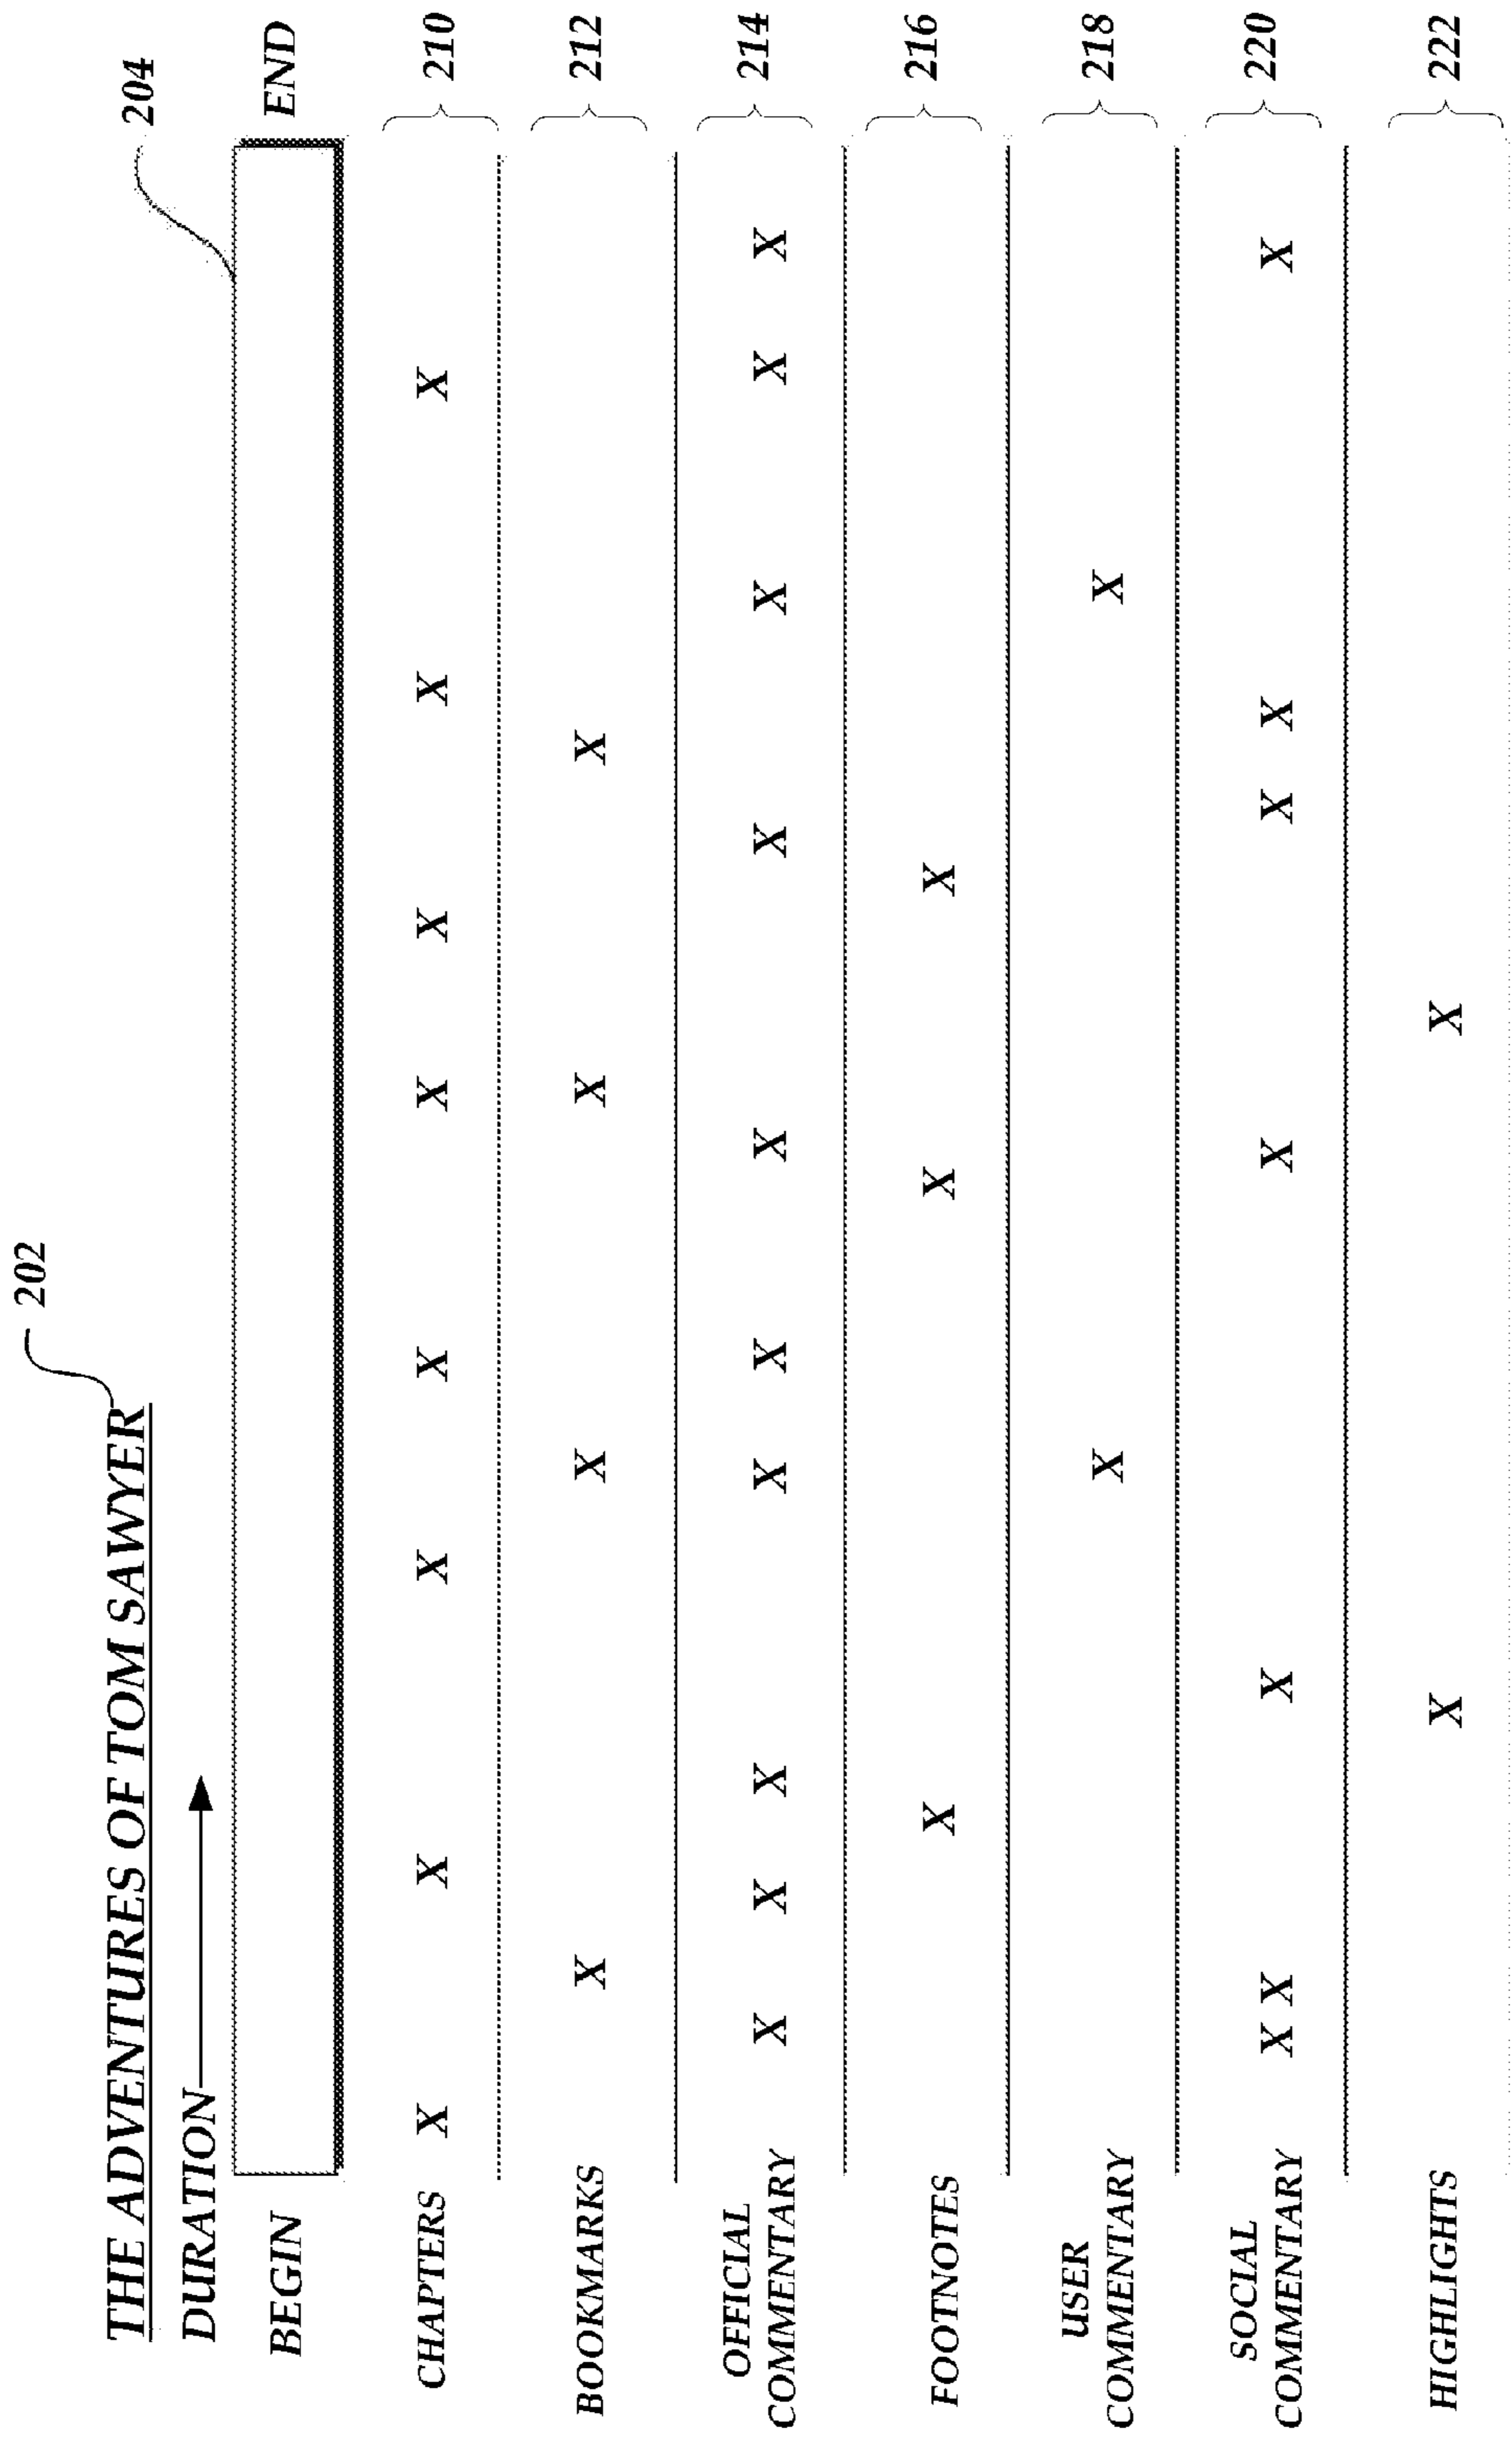 202
THE ADVENTURES OF TOM SAWYER
204
DURATION
BEGIN END
CHAPTERS X X X X X X X X 210
BOOKMARKS X X X X 212
OFFICIAL
COMMENTARY X X X X X X X X X X 214
FOOTNOTES X X X 216
USER
COMMENTARY X X 218
SOCIAL
COMMENTARY X X X X X X X 220
HIGHLIGHTS X X 222